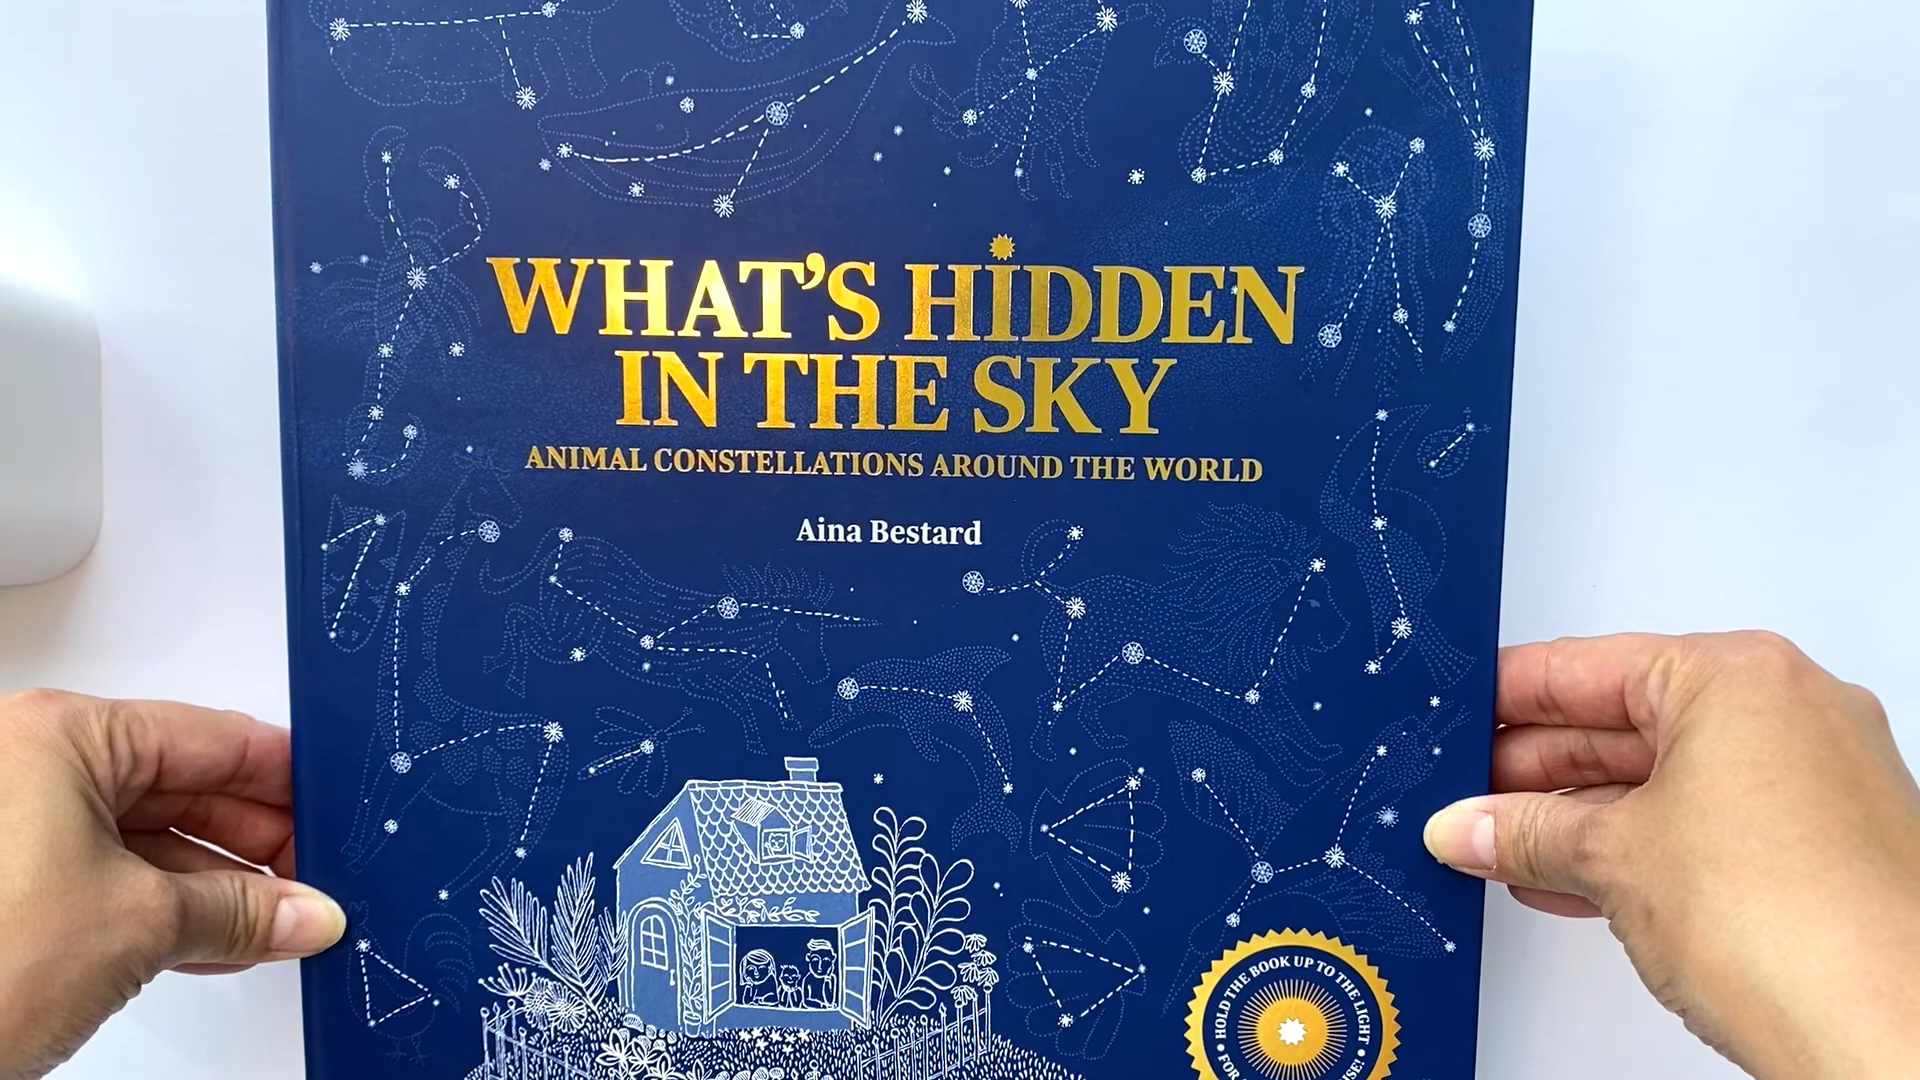 WHAT'S HIDDEN
IN THE SKY
ANIMAL CONSTELLATIONS AROUND THE WORLD
Aina Bestard
HOLD THE BOOK UP TO THE LIGHT
FOR